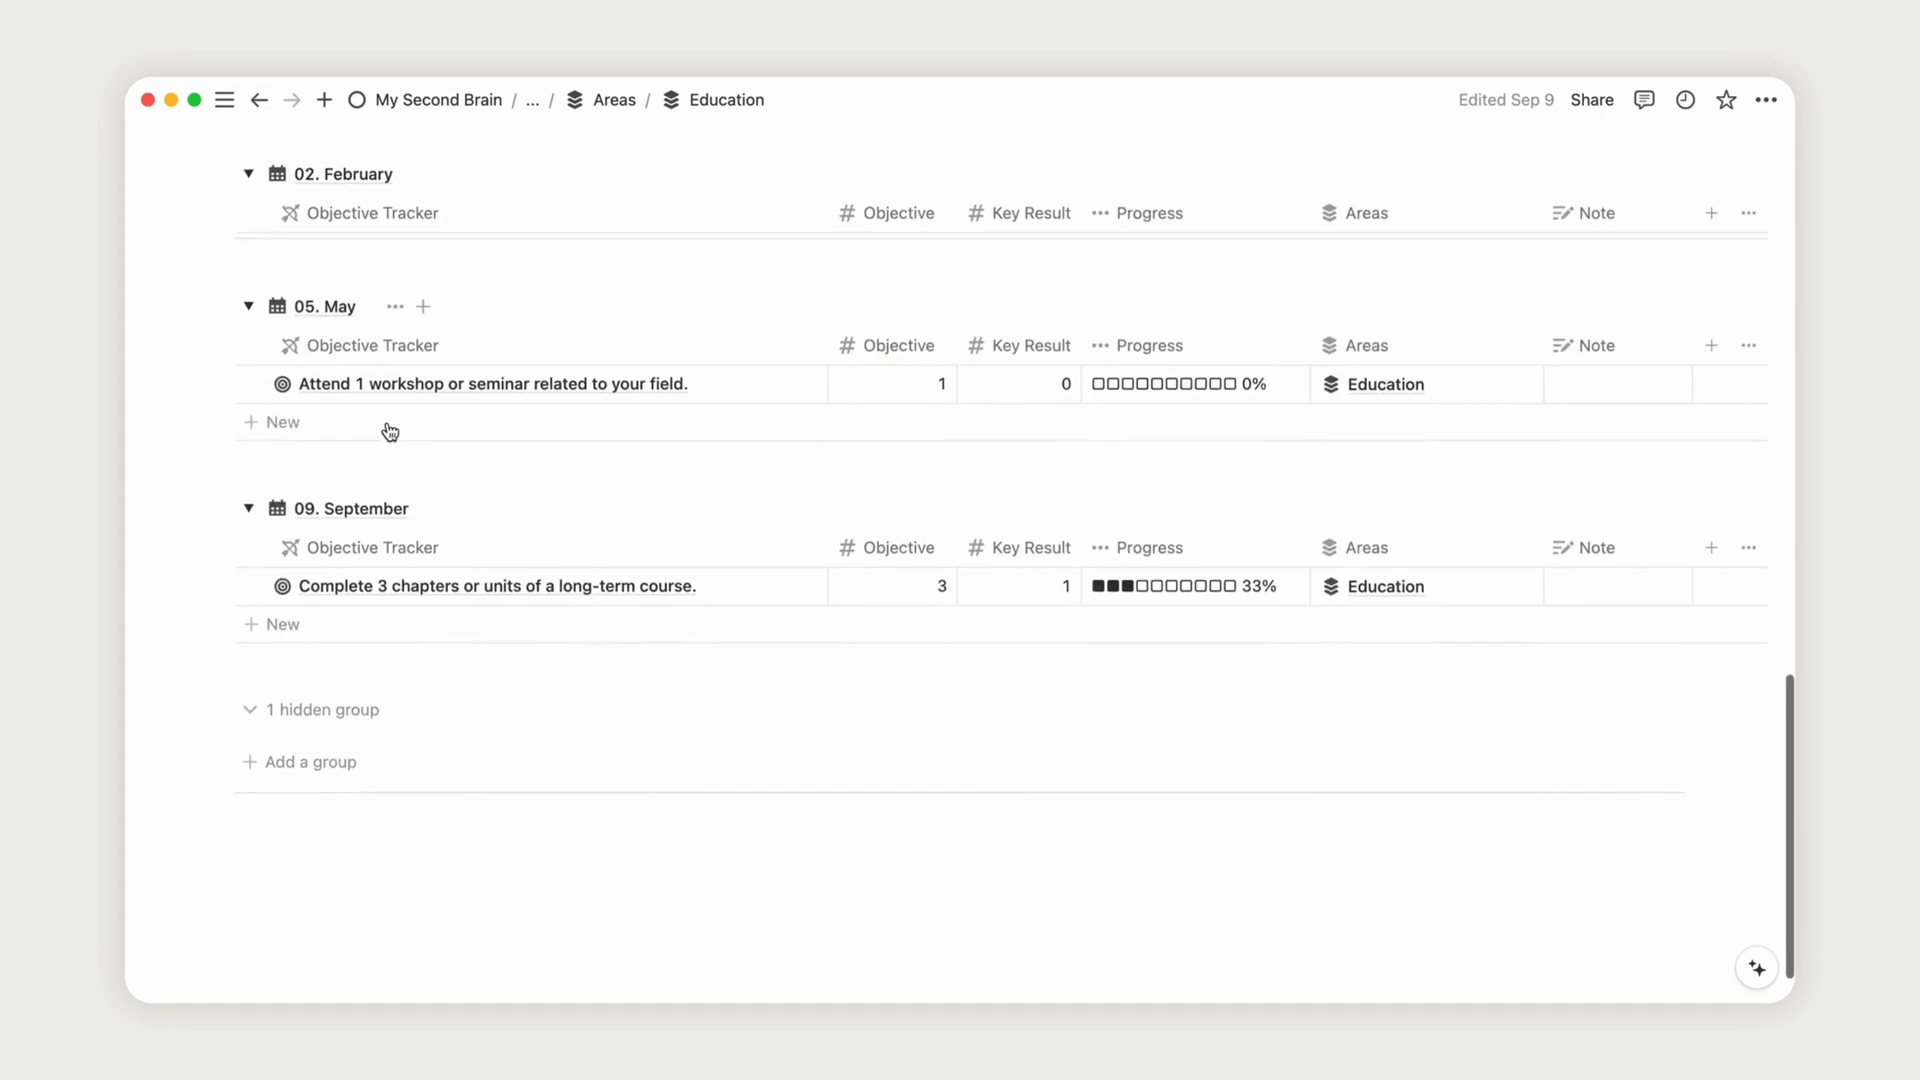 My Second Brain / ... / Areas / Education Edited Sep 9 Share
02. February
Objective Tracker Objective Key Result Progress Areas Note
05. May
Objective Tracker Objective Key Result Progress Areas Note
Attend 1 workshop or seminar related to your field. 1 0 0% Education
New
09. September
Objective Tracker Objective Key Result Progress Areas Note
Complete 3 chapters or units of a long-term course. 3 1 33% Education
New
1 hidden group
Add a group